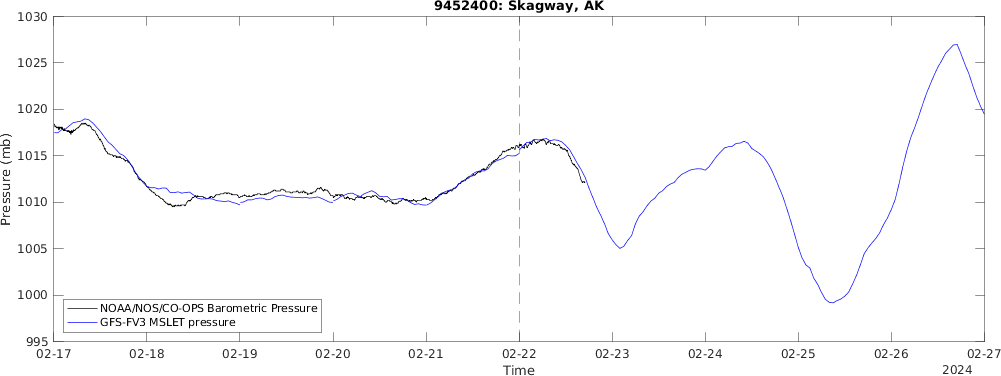 9452400: Skagway, AK
Pressure (mb)
1030
1025
1020
1015
1010
1005
1000
995
NOAA/NOS/CO-OPS Barometric Pressure
GFS-FV3 MSLET pressure
02-17 02-18 02-19 02-20 02-21 02-22 02-23 02-24 02-25 02-26 02-27
Time
2024